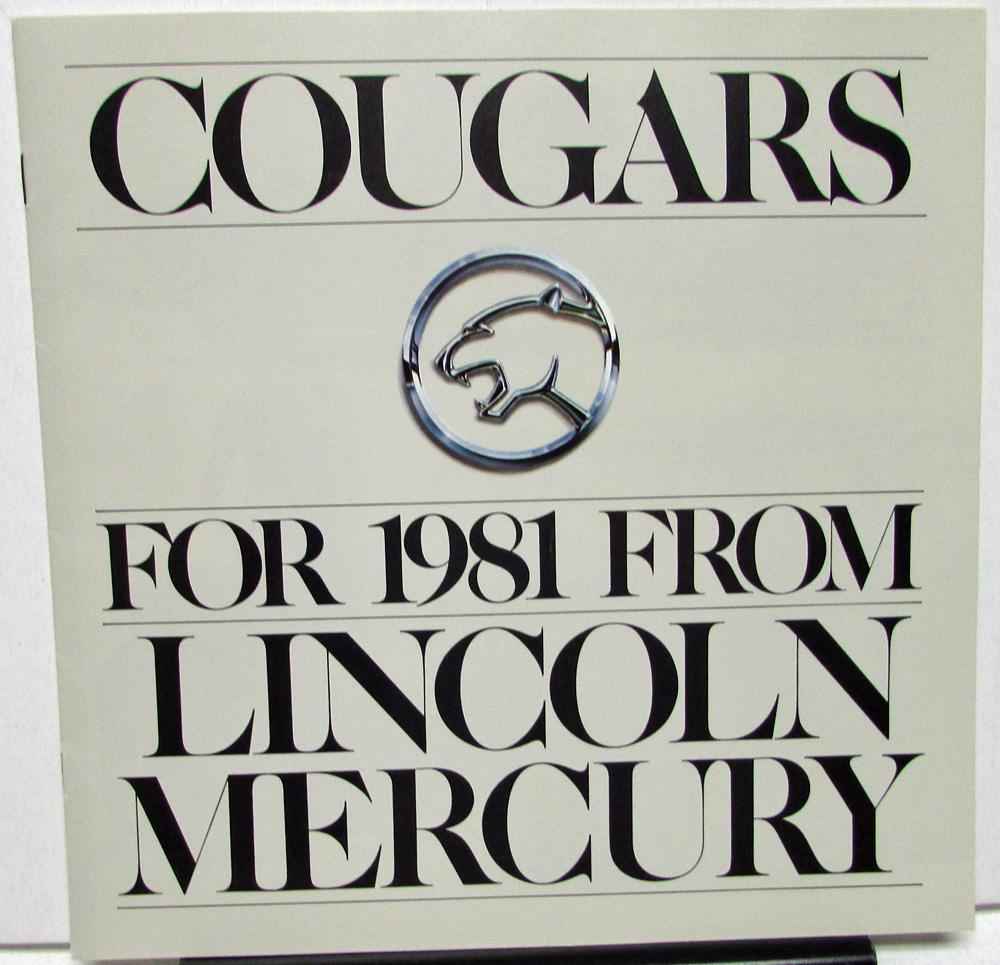 COUGARS
FOR 1981 FROM
LINCOLN
MERCURY